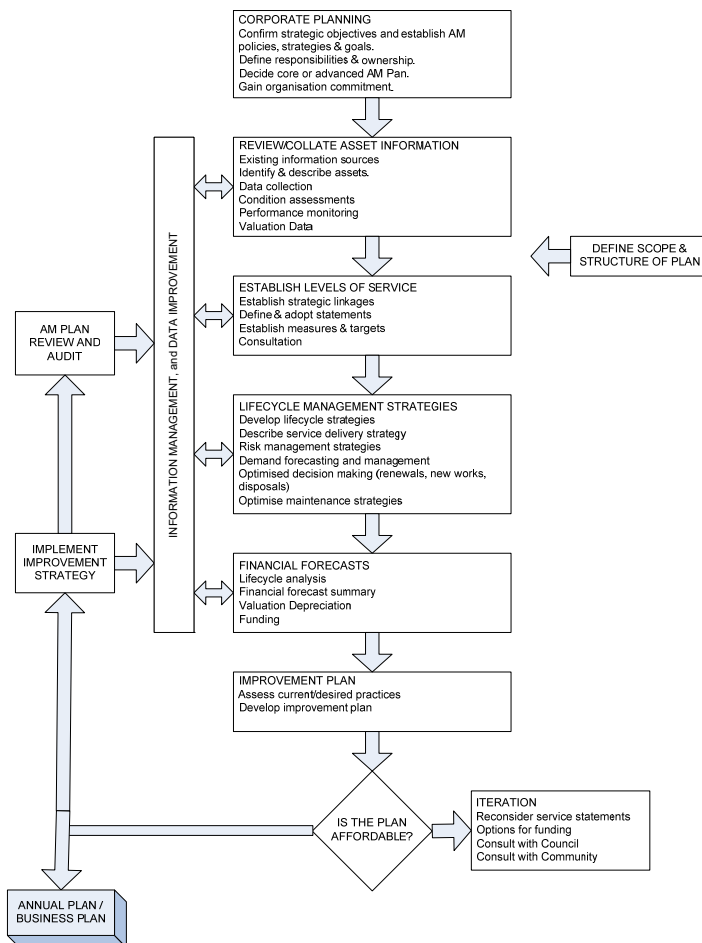 CORPORATE PLANNING
Confirm strategic objectives and establish AM
policies, strategies & goals.
Define responsibilities & ownership.
Decide core or advanced AM Pan.
Gain organisation commitment.
REVIEW/COLLATE ASSET INFORMATION
Existing information sources
Identify & describe assets.
Data collection
Condition assessments
Performance monitoring
Valuation Data
DEFINE SCOPE &
STRUCTURE OF PLAN
INFORMATION MANAGEMENT, and DATA IMPROVEMENT
ESTABLISH LEVELS OF SERVICE
Establish strategic linkages
Define & adopt statements
Establish measures & targets
Consultation
AM PLAN
REVIEW AND
AUDIT
LIFECYCLE MANAGEMENT STRATEGIES
Develop lifecycle strategies
Describe service delivery strategy
Risk management strategies
Demand forecasting and management
Optimised decision making (renewals, new works,
disposals)
Optimise maintenance strategies
IMPLEMENT
IMPROVEMENT
STRATEGY
FINANCIAL FORECASTS
Lifecycle analysis
Financial forecast summary
Valuation Depreciation
Funding
IMPROVEMENT PLAN
Assess current/desired practices
Develop improvement plan
IS THE PLAN
AFFORDABLE?
ITERATION
Reconsider service statements
Options for funding
Consult with Council
Consult with Community
ANNUAL PLAN /
BUSINESS PLAN